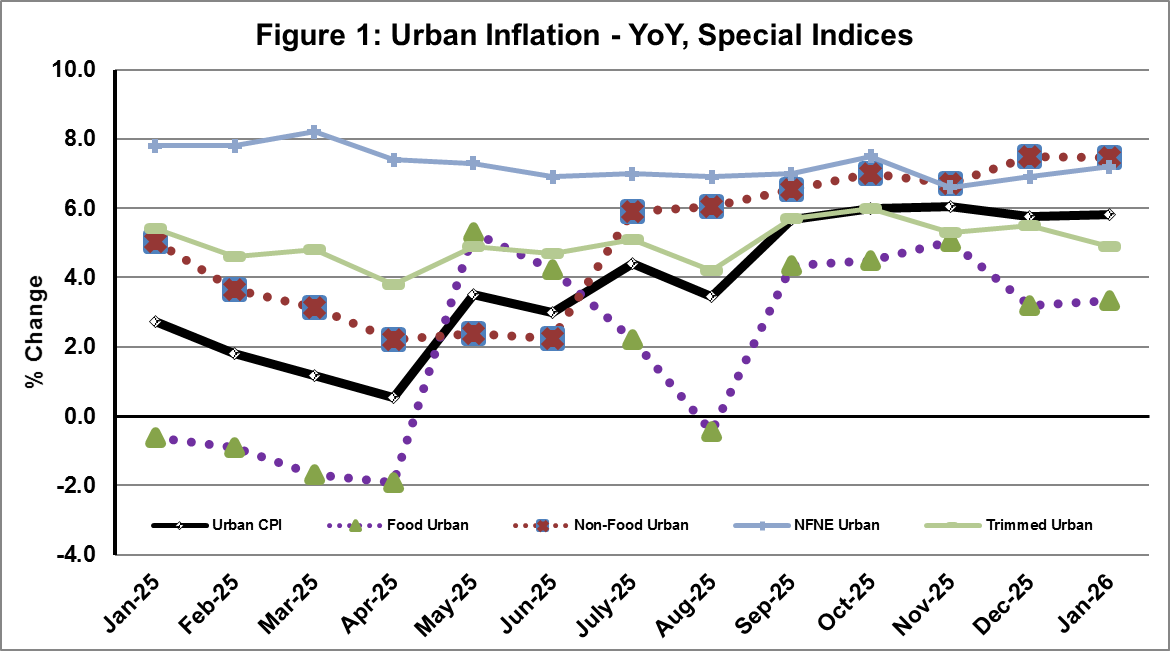 Figure 1: Urban Inflation - YoY, Special Indices
10.0
8.0
6.0
4.0
2.0
0.0
-2.0
-4.0
% Change
Urban CPI
Food Urban
Non-Food Urban
NFNE Urban
Trimmed Urban
Jan-25
Feb-25
Mar-25
Apr-25
May-25
Jun-25
July-25
Aug-25
Sep-25
Oct-25
Nov-25
Dec-25
Jan-26